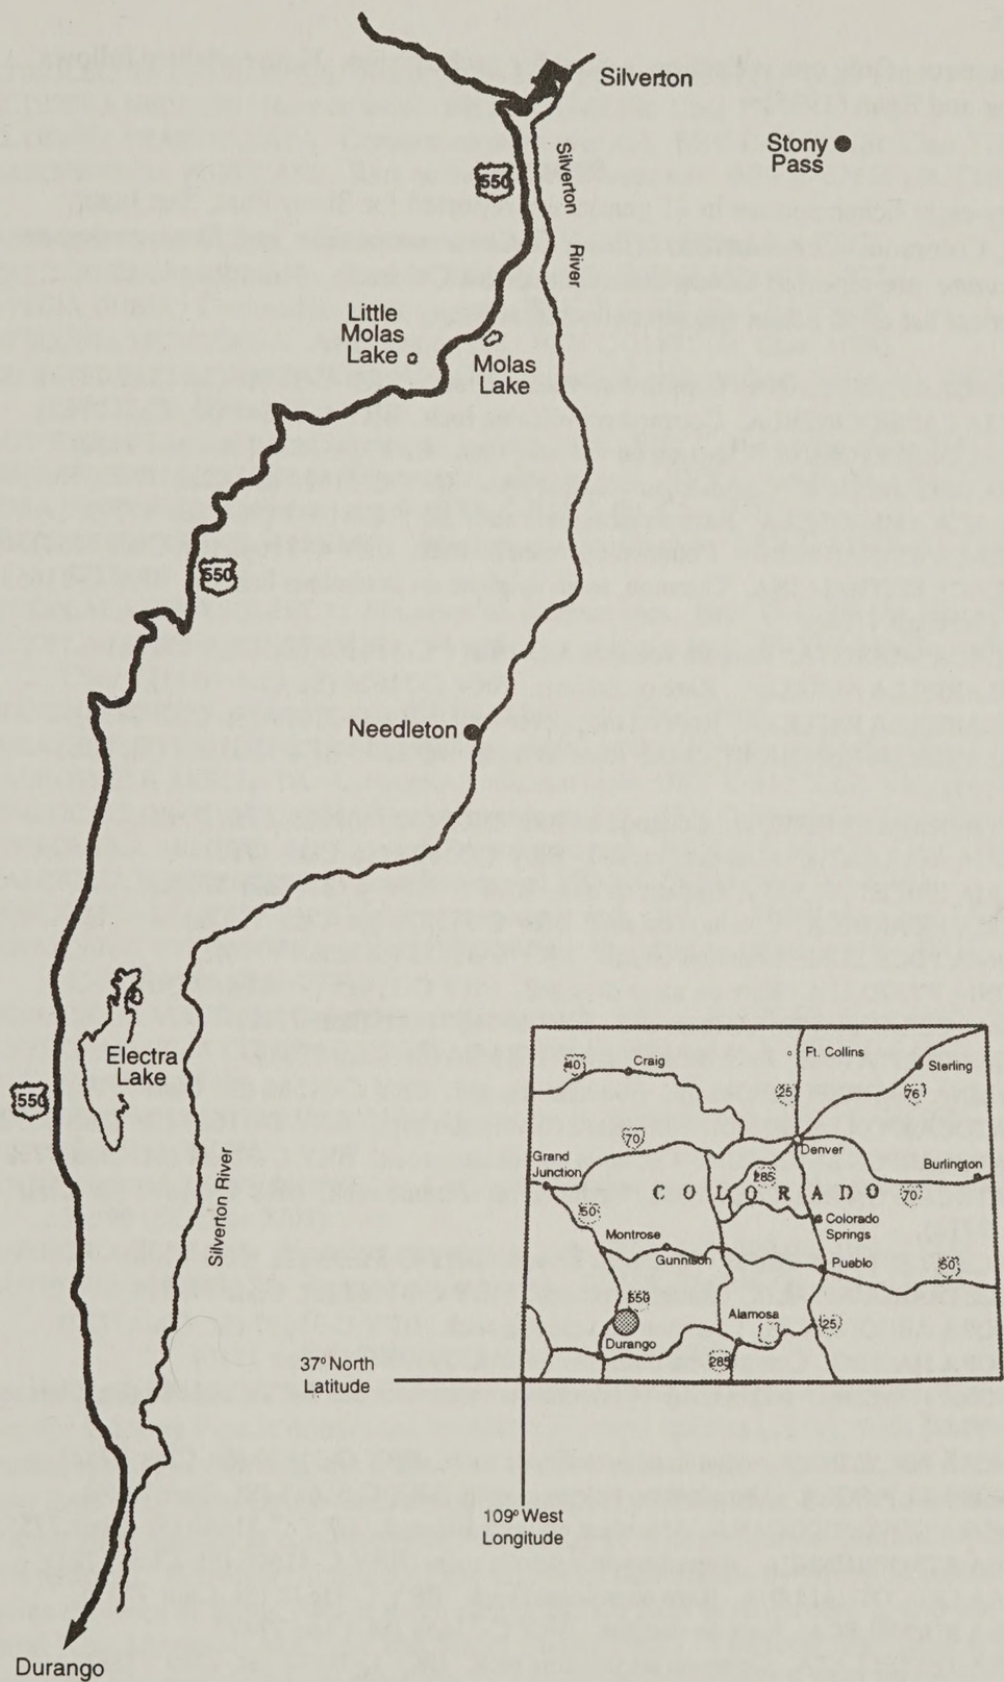 Silverton
Stony
Pass
550
Silverton
River
Little
Molas
Lake
Molas
Lake
550
Needleton
Electra
Lake
550
Silverton River
Durango
40
Craig
Ft. Collins
Sterling
25
76
70
Denver
Grand
Junction
285
Burlington
COLORADO
70
50
Colorado
Springs
Montrose
Gunnison
Pueblo
50
550
Alamosa
25
Durango
285
37° North
Latitude
109° West
Longitude